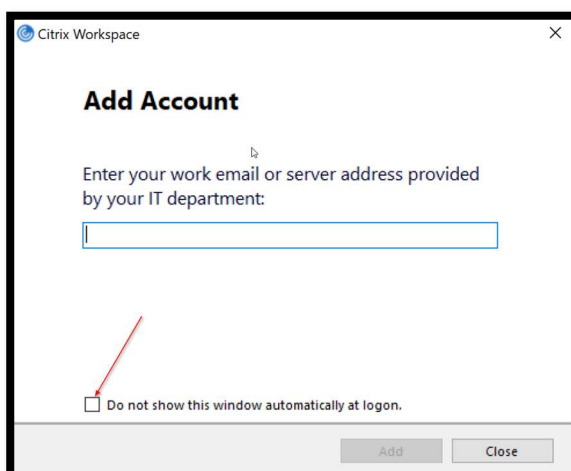 Citrix Workspace
Add Account
Enter your work email or server address provided
by your IT department:
Do not show this window automatically at logon.
Add Close